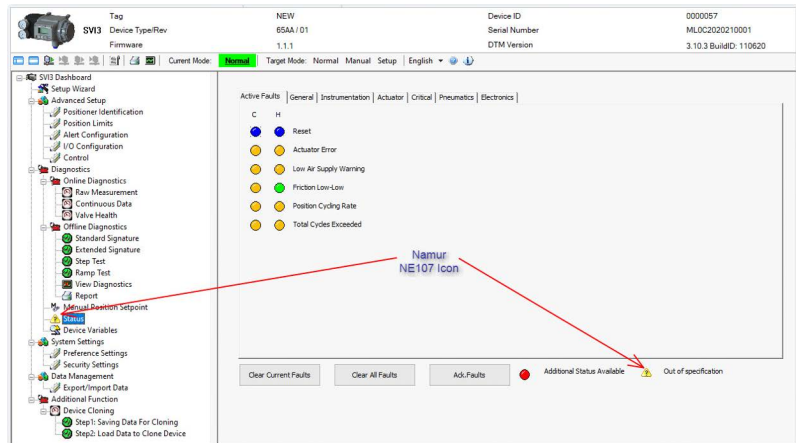 Tag NEW Device ID 0000057
SVI3 Device Type/Rev 65AA / 01 Serial Number ML0C2020210001
Firmware 1.1.1 DTM Version 3.10.3 BuildID: 110620
Current Mode: Normal Target Mode: Normal Manual Setup English
SVI3 Dashboard
Setup Wizard
Advanced Setup
Positioner Identification
Position Limits
Alert Configuration
I/O Configuration
Control
Diagnostics
Online Diagnostics
Raw Measurement
Continuous Data
Valve Health
Offline Diagnostics
Standard Signature
Extended Signature
Step Test
Ramp Test
View Diagnostics
Report
Manual Position Setpoint
Status
Device Variables
System Settings
Preference Settings
Security Settings
Data Management
Export/Import Data
Additional Function
Device Cloning
Step1: Saving Data For Cloning
Step2: Load Data to Clone Device
Active Faults General Instrumentation Actuator Critical Pneumatics Electronics
C H
Reset
Actuator Error
Low Air Supply Warning
Friction Low-Low
Position Cycling Rate
Total Cycles Exceeded
Namur
NE107 Icon
Clear Current Faults Clear All Faults Ack.Faults Additional Status Available Out of specification